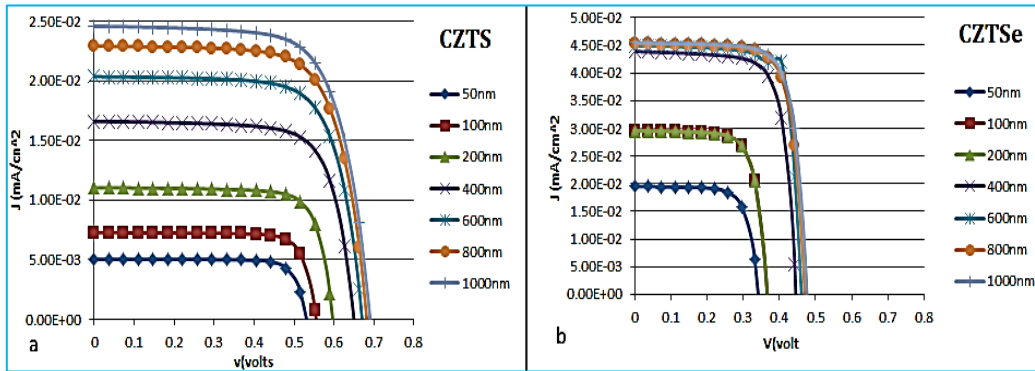 CZTS
J (mA/cm^2
2.50E-02
2.00E-02
1.50E-02
1.00E-02
5.00E-03
0.00E+00
0 0.1 0.2 0.3 0.4 0.5 0.6 0.7 0.8
v(volts
a
50nm
100nm
200nm
400nm
600nm
800nm
1000nm
CZTSe
J (mA/cm^2
5.00E-02
4.50E-02
4.00E-02
3.50E-02
3.00E-02
2.50E-02
2.00E-02
1.50E-02
1.00E-02
5.00E-03
0.00E+00
0 0.1 0.2 0.3 0.4 0.5 0.6 0.7 0.8
V(volt
b
50nm
100nm
200nm
400nm
600nm
800nm
1000nm